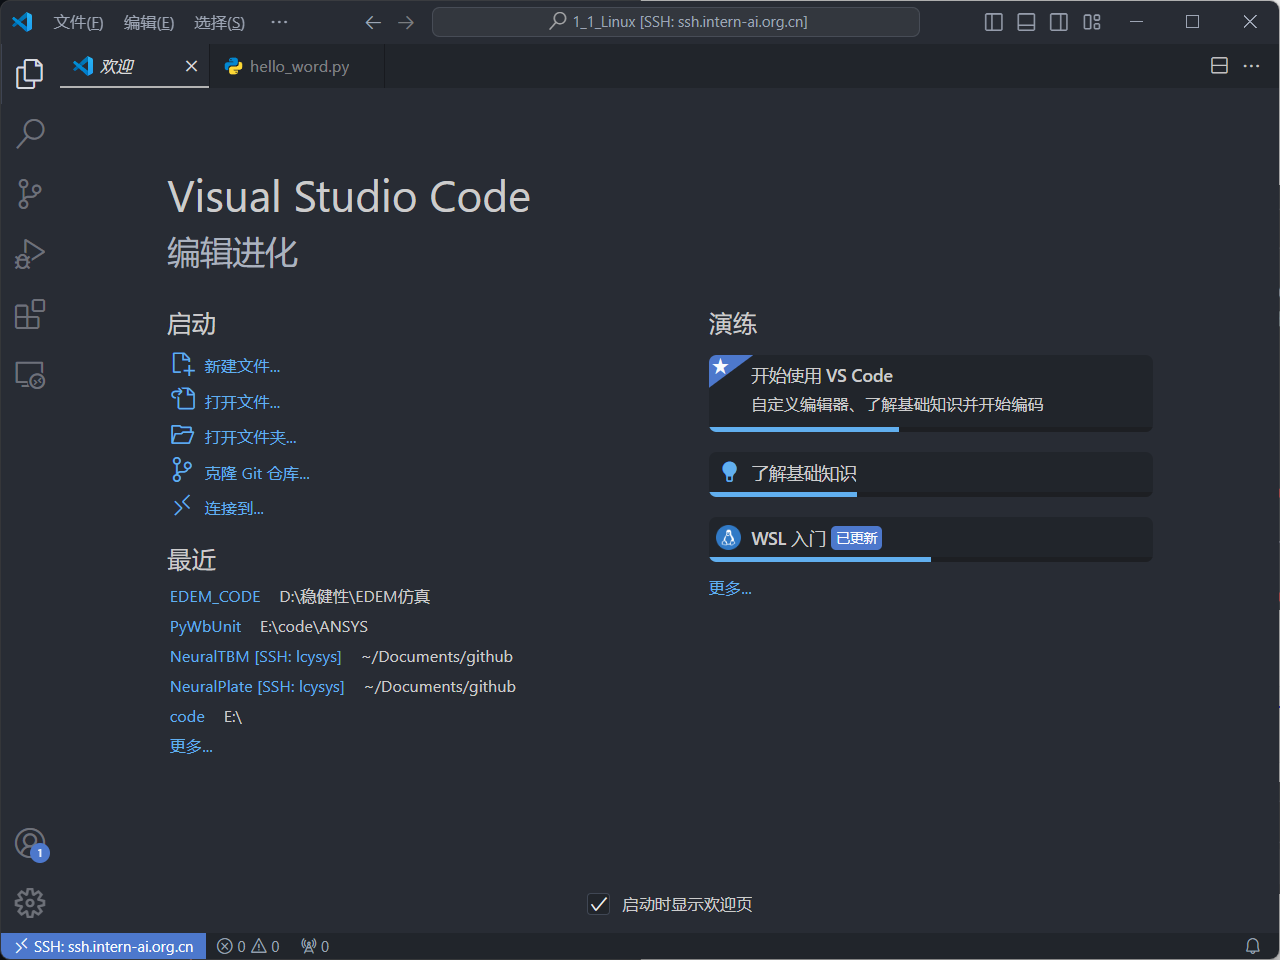 文件(F) 编辑(E) 选择(S) ··· 1_1_Linux [SSH: ssh.intern-ai.org.cn]
欢迎 hello_word.py
Visual Studio Code
编辑进化
启动
新建文件...
打开文件...
打开文件夹...
克隆 Git 仓库...
连接到...
最近
EDEM_CODE D:\稳健性\EDEM仿真
PyWbUnit E:\code\ANSYS
NeuralTBM [SSH: lcysys] ~/Documents/github
NeuralPlate [SSH: lcysys] ~/Documents/github
code E:\
更多...
演练
开始使用 VS Code
自定义编辑器、了解基础知识并开始编码
了解基础知识
WSL 入门 已更新
更多...
1
启动时显示欢迎页
SSH: ssh.intern-ai.org.cn 0 0 0